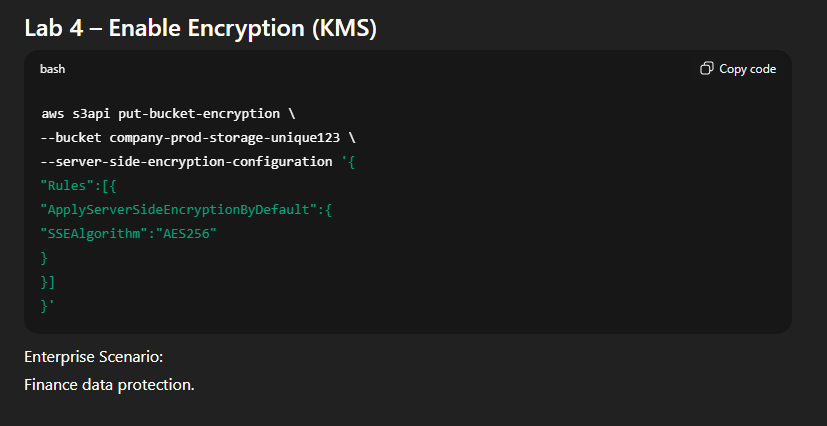 Lab 4 – Enable Encryption (KMS)
bash
Copy code
aws s3api put-bucket-encryption \
--bucket company-prod-storage-unique123 \
--server-side-encryption-configuration '{
"Rules":[{
"ApplyServerSideEncryptionByDefault":{
"SSEAlgorithm":"AES256"
}
}]
}'
Enterprise Scenario:
Finance data protection.